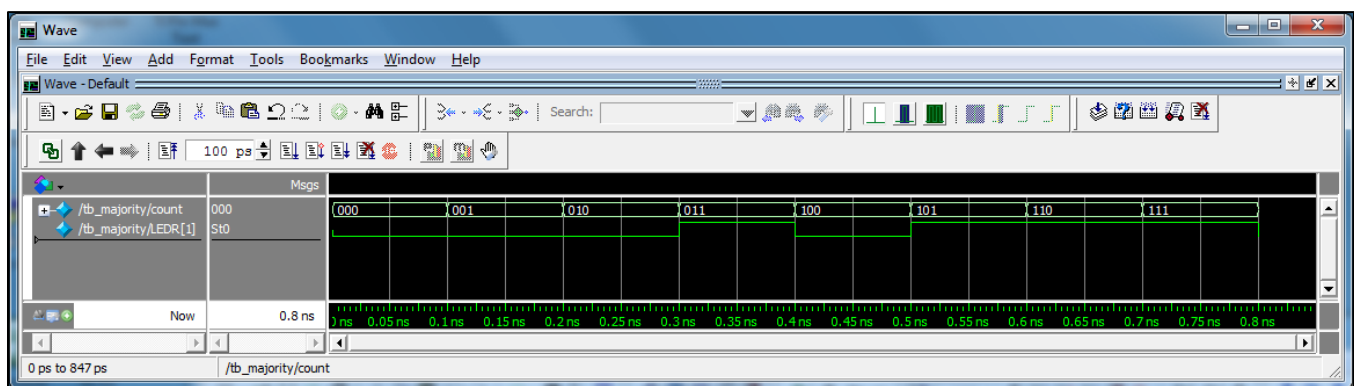 Wave
File Edit View Add Format Tools Bookmarks Window Help
Wave - Default
Search:
100 ps
Msgs
/tb_majority/count 000 000 001 010 011 100 101 110 111
/tb_majority/LEDR[1] St0
Now 0.8 ns
ns 0.05 ns 0.1 ns 0.15 ns 0.2 ns 0.25 ns 0.3 ns 0.35 ns 0.4 ns 0.45 ns 0.5 ns 0.55 ns 0.6 ns 0.65 ns 0.7 ns 0.75 ns 0.8 ns
0 ps to 847 ps /tb_majority/count